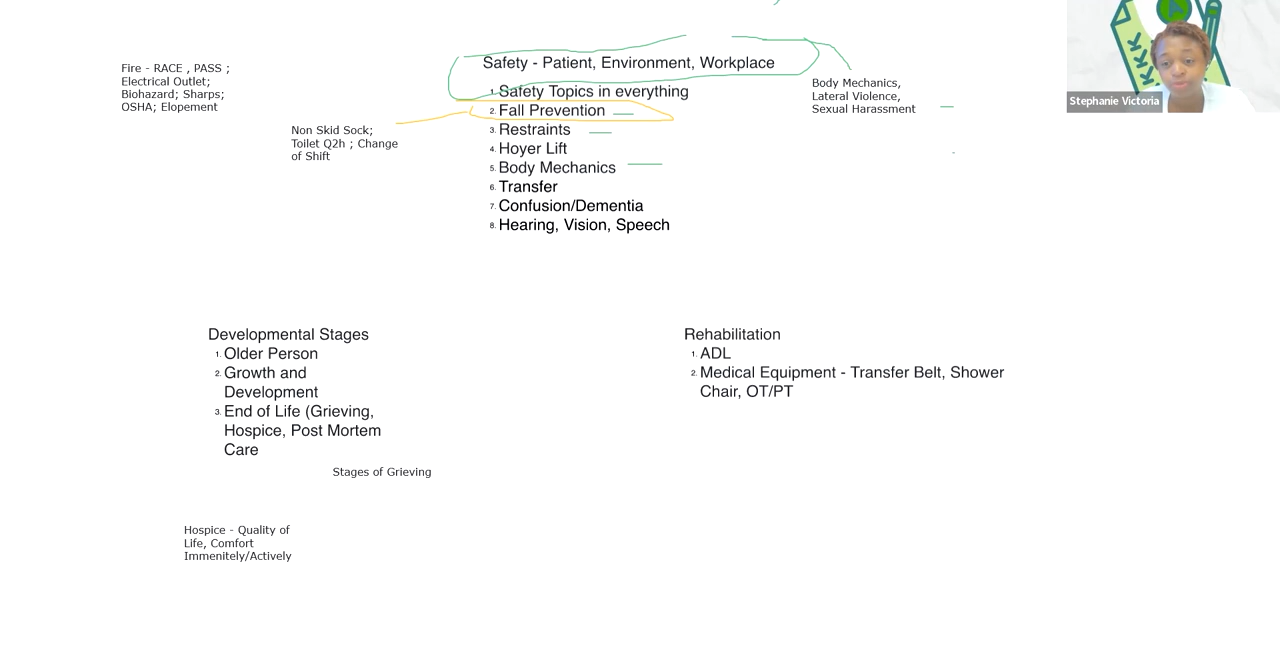 KKK
Stephanie Victoria
Safety - Patient, Environment, Workplace
1. Safety Topics in everything
2. Fall Prevention
3. Restraints
4. Hoyer Lift
5. Body Mechanics
6. Transfer
7. Confusion/Dementia
8. Hearing, Vision, Speech
Fire - RACE , PASS ;
Electrical Outlet;
Biohazard; Sharps;
OSHA; Elopement
Non Skid Sock;
Toilet Q2h ; Change
of Shift
Body Mechanics,
Lateral Violence,
Sexual Harassment
Developmental Stages
1. Older Person
2. Growth and
Development
3. End of Life (Grieving,
Hospice, Post Mortem
Care
Stages of Grieving
Hospice - Quality of
Life, Comfort
Immenitely/Actively
Rehabilitation
1. ADL
2. Medical Equipment - Transfer Belt, Shower
Chair, OT/PT